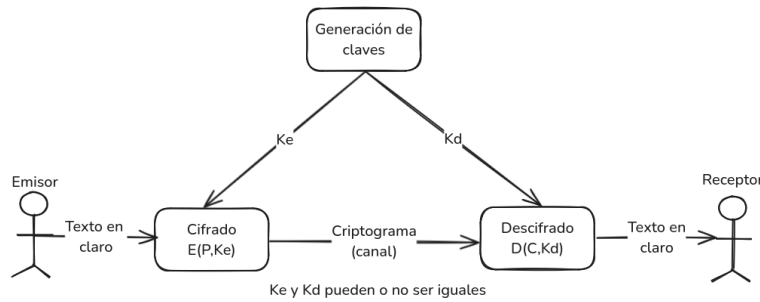 Generación de
claves
Ke
Kd
Emisor
Receptor
Texto en
claro
Cifrado
E(P,Ke)
Criptograma
(canal)
Descifrado
D(C,Kd)
Texto en
claro
Ke y Kd pueden o no ser iguales